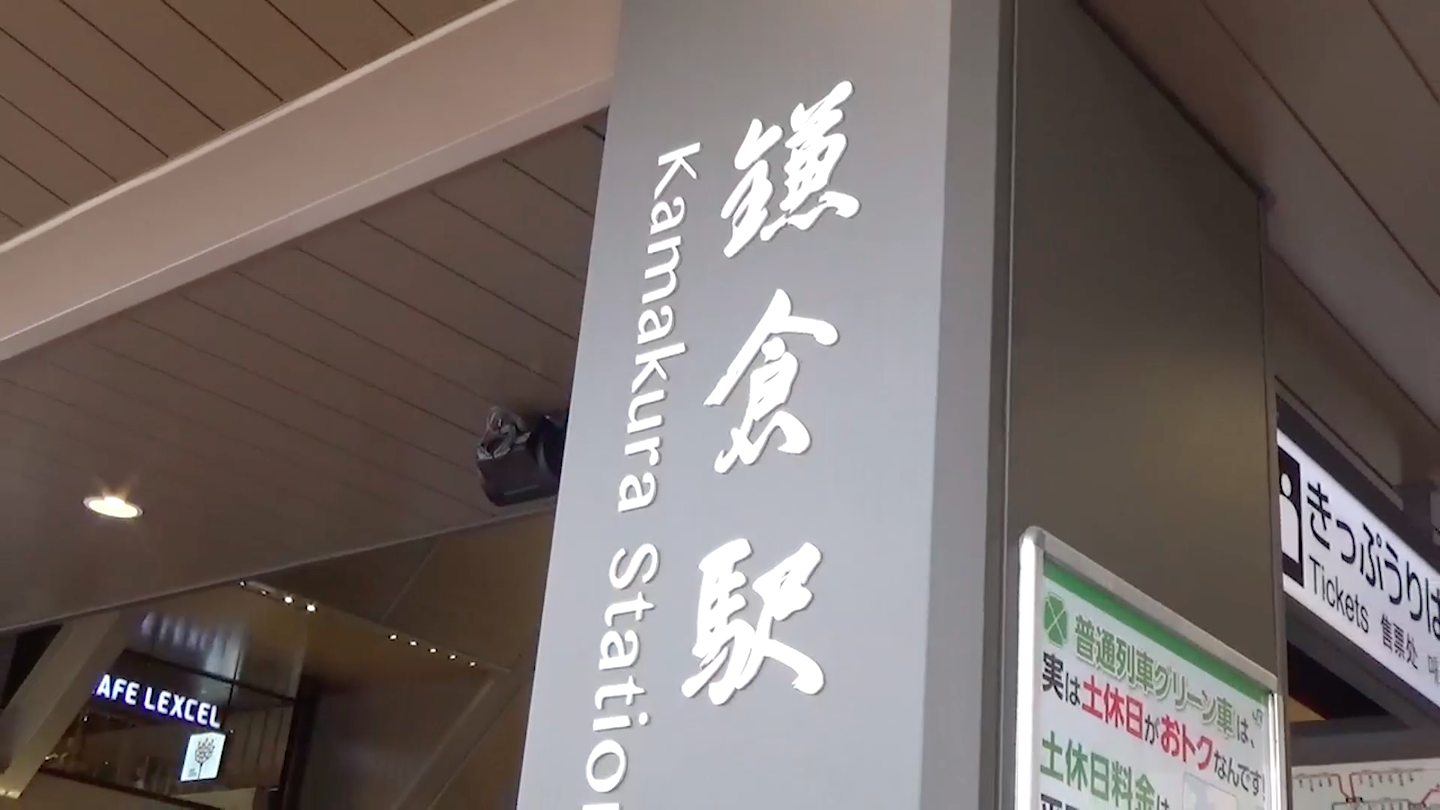 鎌倉駅
Kamakura Station
きっぷうりば
Tickets 售票处
普通列車グリーン車は、
実は土休日がおトクなんです!
土休日料金は
AFE LEXCEL